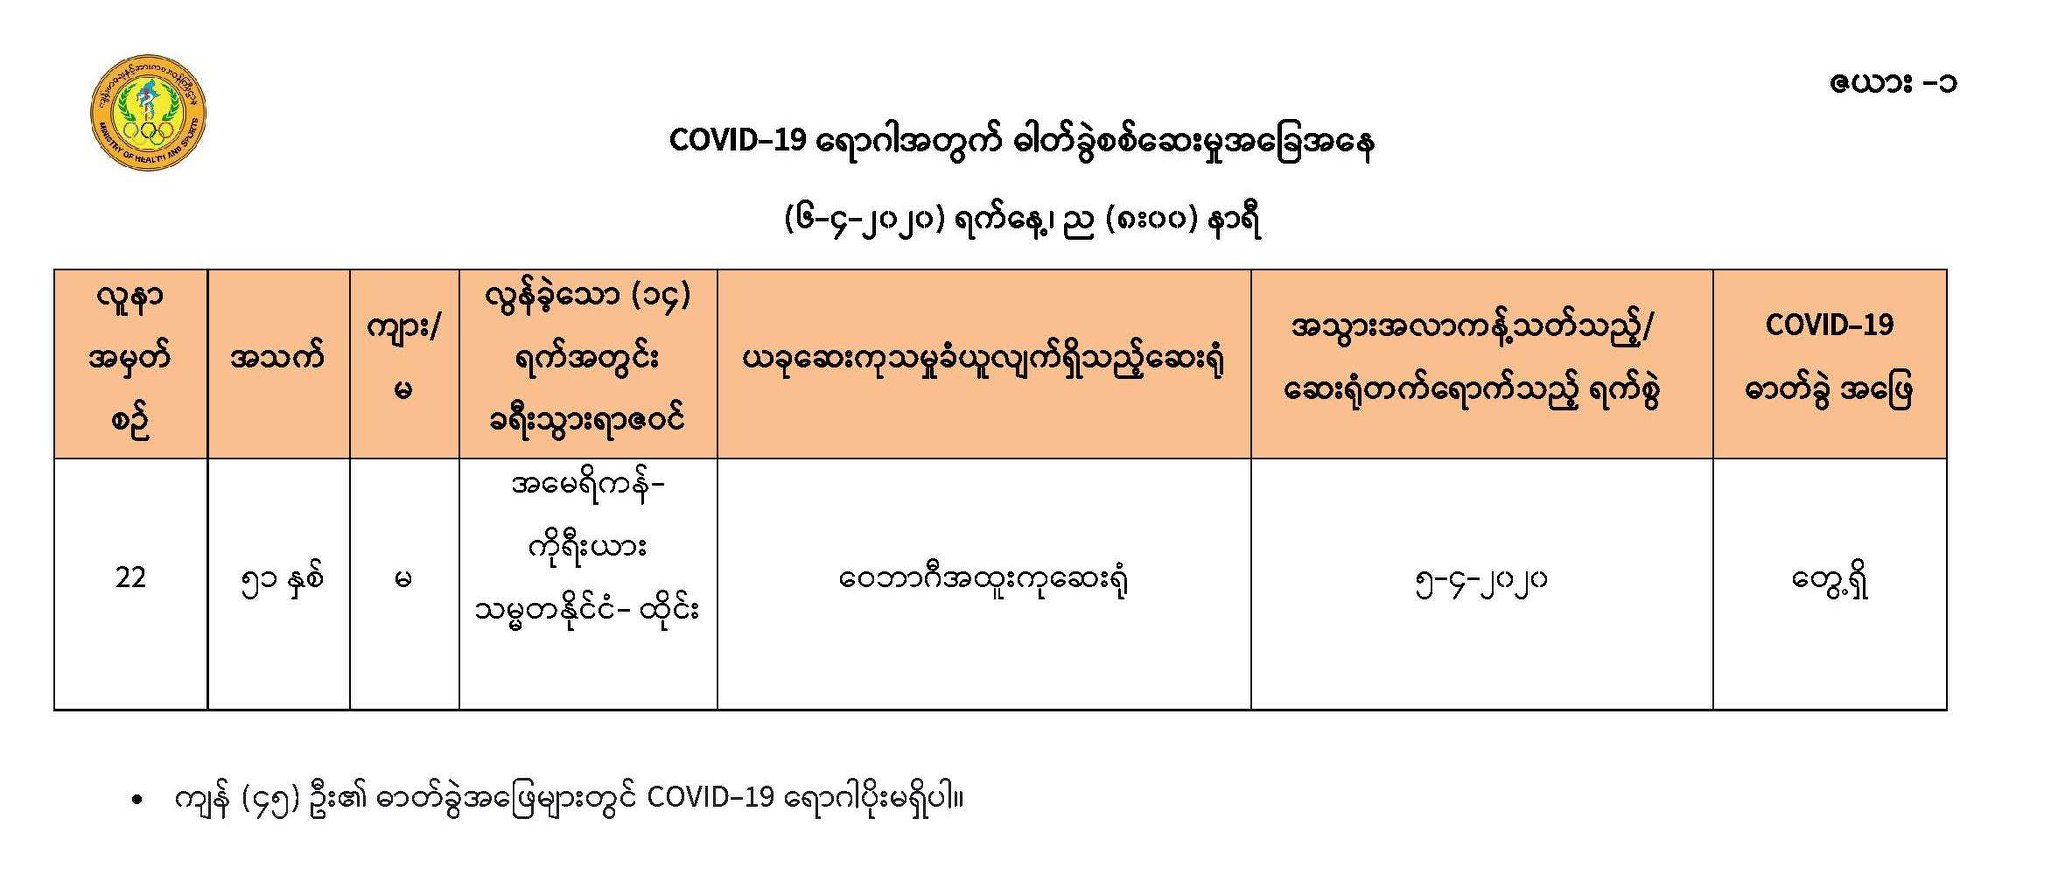 ဇယား -၁
COVID-19 ရောဂါအတွက် ဓါတ်ခွဲစစ်ဆေးမှုအခြေအနေ
(၆-၄-၂၀၂၀) ရက်နေ့၊ ည (၈း၀၀) နာရီ
MINISTRY OF HEALTH AND SPORTS
လူနာ
အမှတ်
စဉ်
အသက်
ကျား/
မ
လွန်ခဲ့သော (၁၄)
ရက်အတွင်း
ခရီးသွားရာဇဝင်
ယခုဆေးကုသမှုခံယူလျက်ရှိသည့်ဆေးရုံ
အသွားအလာကန့်သတ်သည့်/
ဆေးရုံတက်ရောက်သည့် ရက်စွဲ
COVID-19
ဓာတ်ခွဲ အဖြေ
22
၅၁ နှစ်
မ
အမေရိကန်-
ကိုရီးယား
သမ္မတနိုင်ငံ- ထိုင်း
ဝေဘာဂီအထူးကုဆေးရုံ
၅-၄-၂၀၂၀
တွေ့ရှိ
• ကျန် (၄၅) ဦး၏ ဓာတ်ခွဲအဖြေများတွင် COVID-19 ရောဂါပိုးမရှိပါ။